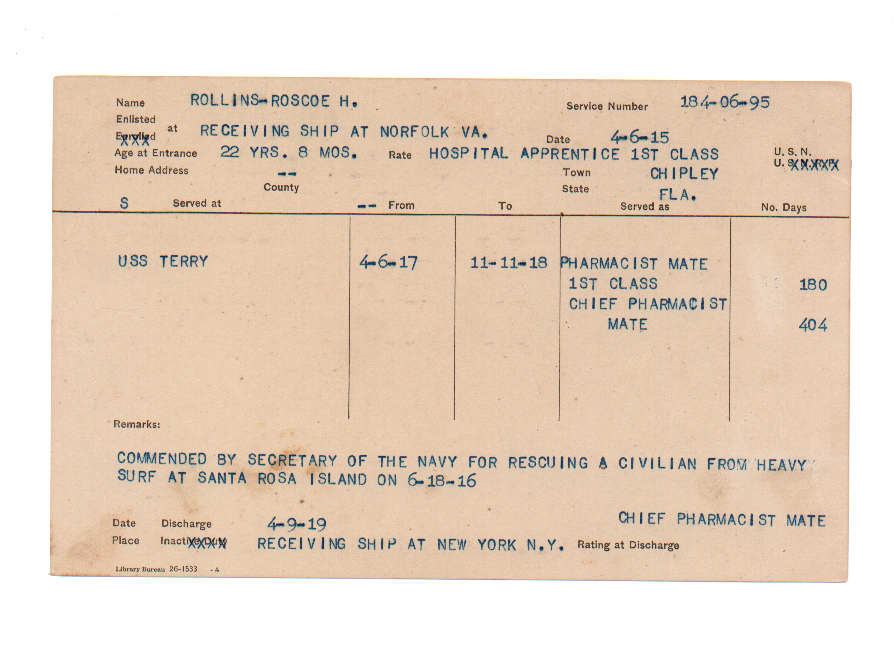 Name ROLLINS-ROSCOE H. Service Number 184-06-95
Enlisted
Enrolled at RECEIVING SHIP AT NORFOLK VA. Date 4-6-15
Age at Entrance 22 YRS. 8 MOS. Rate HOSPITAL APPRENTICE 1ST CLASS U. S. N.
Home Address -- Town CHIPLEY
County State FLA.
S Served at -- From To Served as No. Days
USS TERRY 4-6-17 11-11-18 PHARMACIST MATE
1ST CLASS 180
CHIEF PHARMACIST
MATE 404
Remarks:
COMMENDED BY SECRETARY OF THE NAVY FOR RESCUING A CIVILIAN FROM HEAVY
SURF AT SANTA ROSA ISLAND ON 6-18-16
CHIEF PHARMACIST MATE
Date Discharge 4-9-19
Place Inactive Duty RECEIVING SHIP AT NEW YORK N.Y. Rating at Discharge
Library Bureau 26-1533 -A